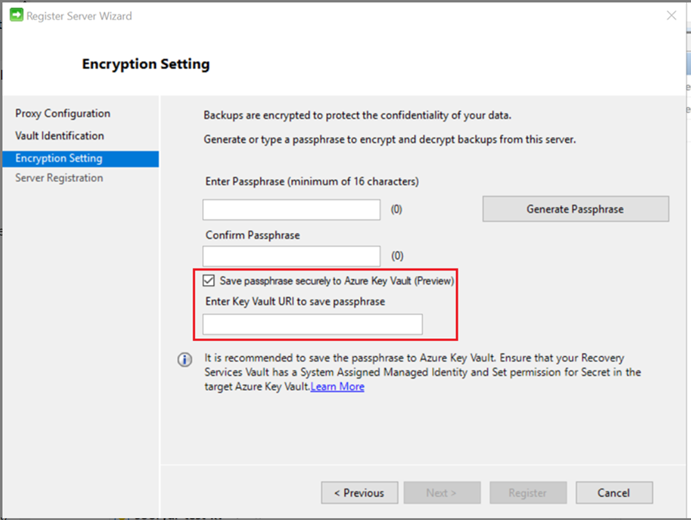 Register Server Wizard
Encryption Setting
Proxy Configuration
Vault Identification
Encryption Setting
Server Registration
Backups are encrypted to protect the confidentiality of your data.
Generate or type a passphrase to encrypt and decrypt backups from this server.
Enter Passphrase (minimum of 16 characters)
(0)
Generate Passphrase
Confirm Passphrase
(0)
Save passphrase securely to Azure Key Vault (Preview)
Enter Key Vault URI to save passphrase
It is recommended to save the passphrase to Azure Key Vault. Ensure that your Recovery
Services Vault has a System Assigned Managed Identity and Set permission for Secret in the
target Azure Key Vault.Learn More
< Previous
Next >
Register
Cancel